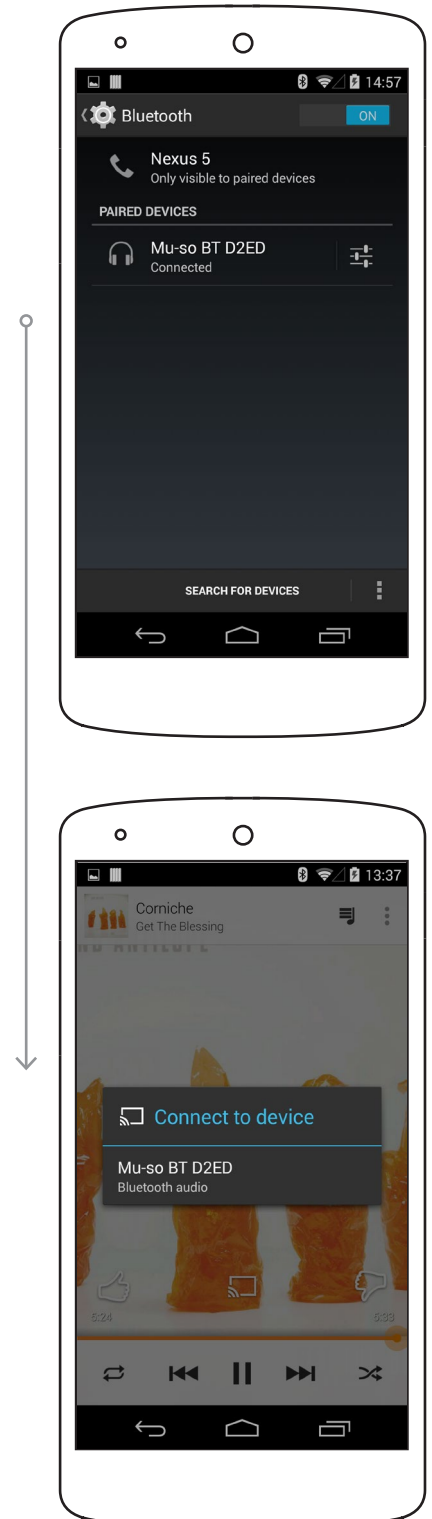 14:57
Bluetooth
ON
Nexus 5
Only visible to paired devices
PAIRED DEVICES
Mu-so BT D2ED
Connected
SEARCH FOR DEVICES
13:37
Corniche
Get The Blessing
Connect to device
Mu-so BT D2ED
Bluetooth audio
5:24
5:33